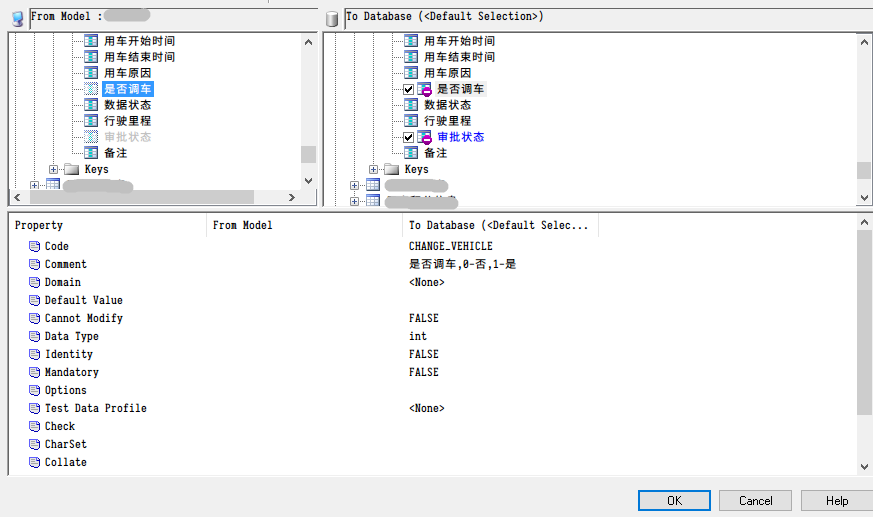 From Model :
To Database (<Default Selection>)
用车开始时间
用车结束时间
用车原因
是否调车
数据状态
行驶里程
审批状态
备注
Keys
用车开始时间
用车结束时间
用车原因
是否调车
数据状态
行驶里程
审批状态
备注
Keys
Property From Model To Database (<Default Selec...
Code CHANGE_VEHICLE
Comment 是否调车,0-否,1-是
Domain <None>
Default Value
Cannot Modify FALSE
Data Type int
Identity FALSE
Mandatory FALSE
Options
Test Data Profile <None>
Check
CharSet
Collate
OK Cancel Help